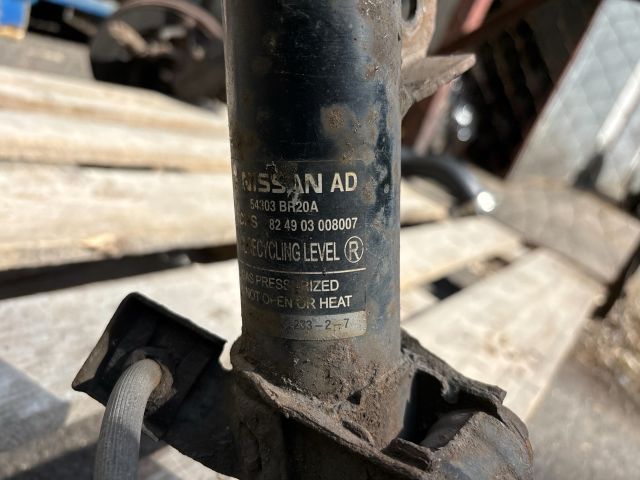 NISSAN AD
54303 BR20A
S 82 49 03 008007
RECYCLING LEVEL R
PRESSURIZED
NOT OPEN OR HEAT
233-2-7